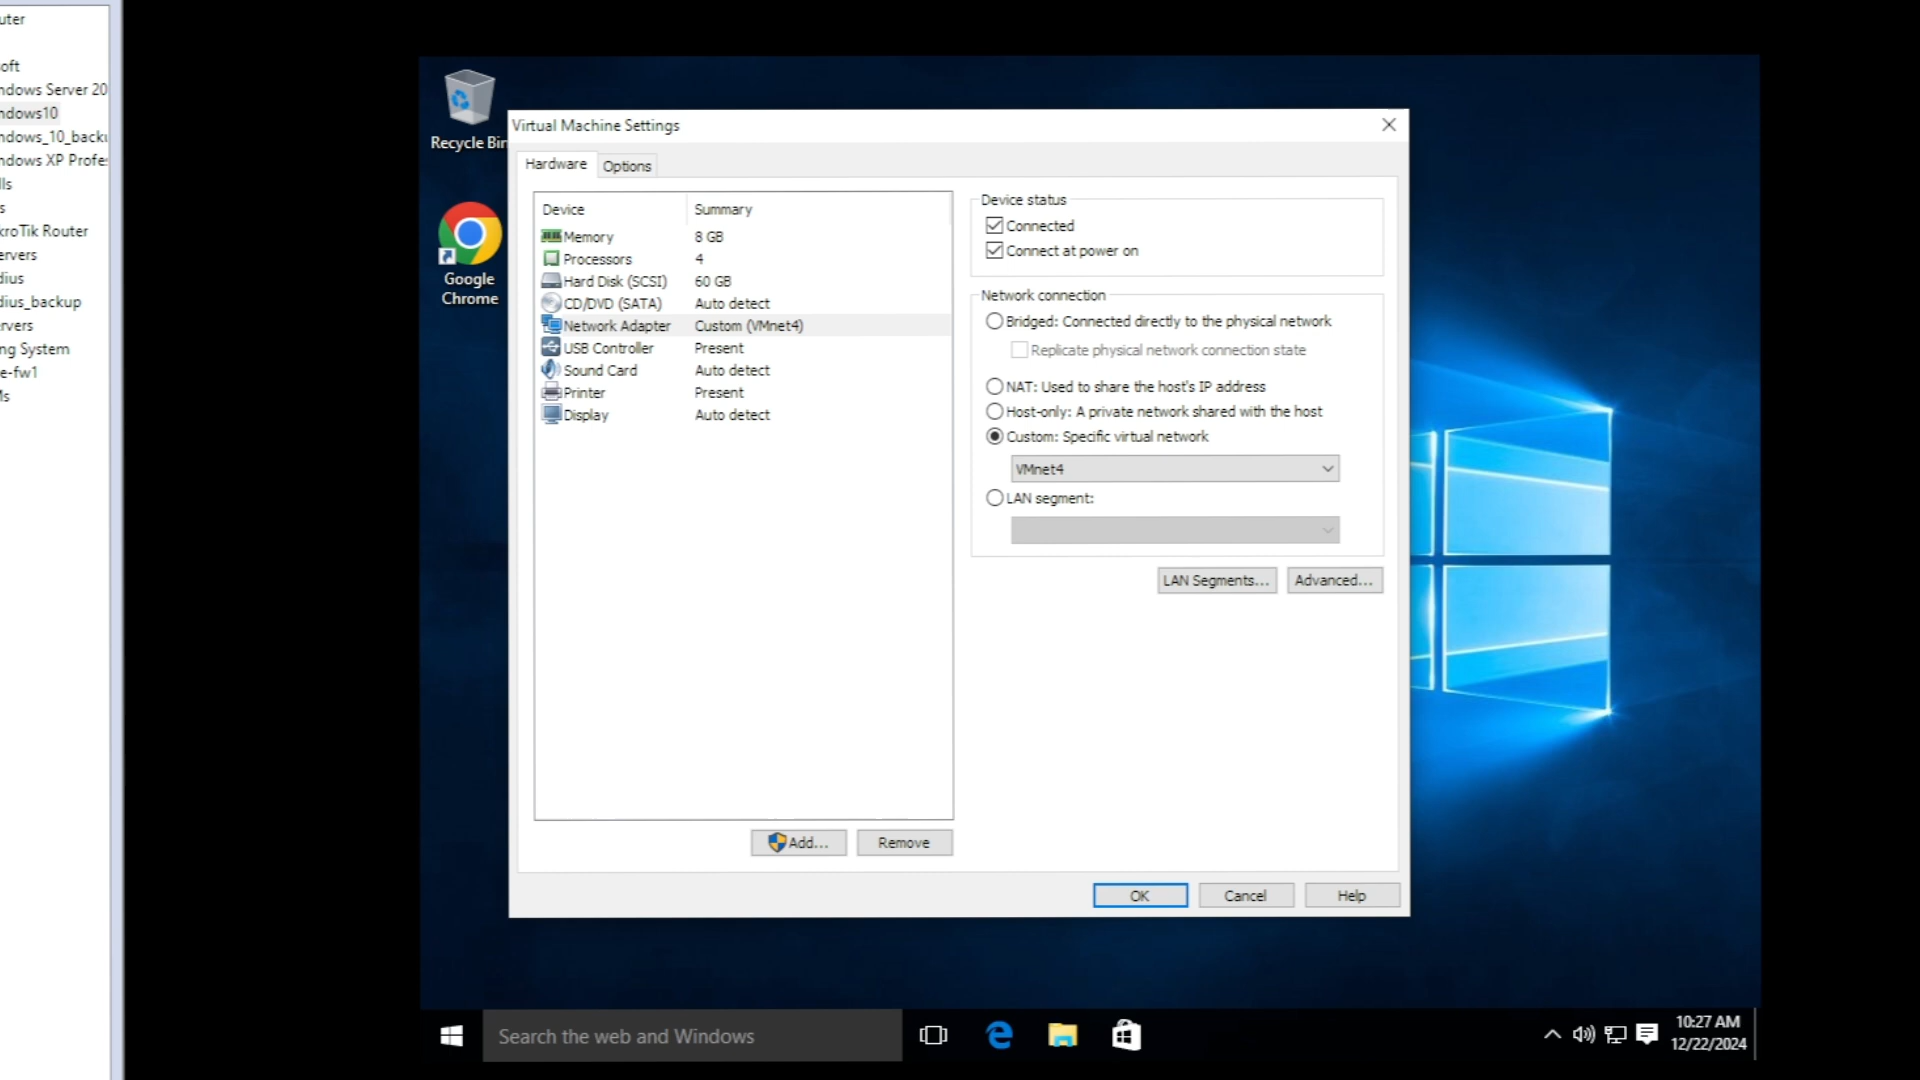 uter
oft
ndows Server 20
ndows10
ndows_10_backu
ndows XP Profes
lls
s
kroTik Router
ervers
dius
dius_backup
rvers
ng System
e-fw1
Ms
Recycle Bin
Google
Chrome
Virtual Machine Settings
Hardware
Options
Device Summary
Memory 8 GB
Processors 4
Hard Disk (SCSI) 60 GB
CD/DVD (SATA) Auto detect
Network Adapter Custom (VMnet4)
USB Controller Present
Sound Card Auto detect
Printer Present
Display Auto detect
Add...
Remove
Device status
Connected
Connect at power on
Network connection
Bridged: Connected directly to the physical network
Replicate physical network connection state
NAT: Used to share the host's IP address
Host-only: A private network shared with the host
Custom: Specific virtual network
VMnet4
LAN segment:
LAN Segments...
Advanced...
OK
Cancel
Help
Search the web and Windows
10:27 AM
12/22/2024